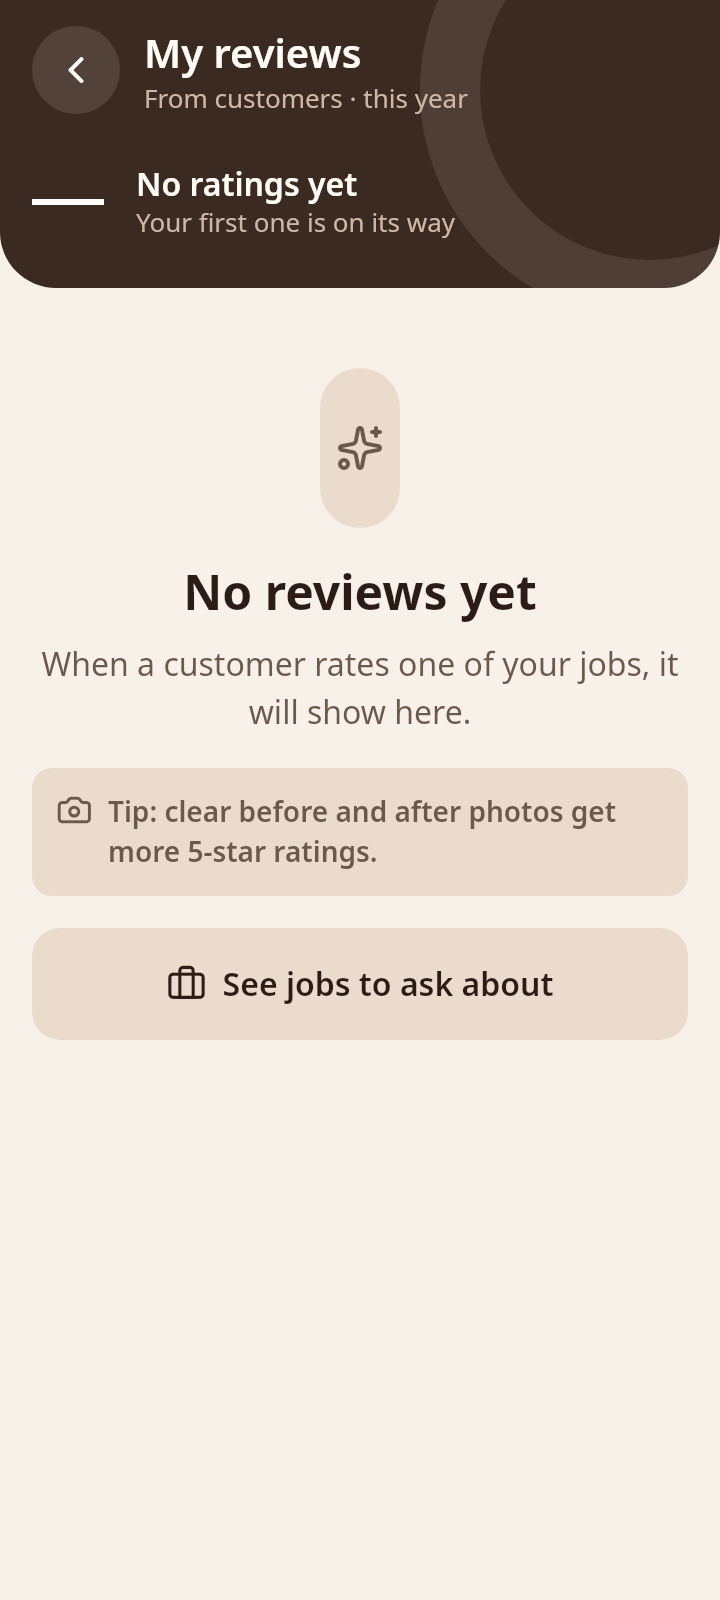 My reviews
From customers · this year
—
No ratings yet
Your first one is on its way
No reviews yet
When a customer rates one of your jobs, it
will show here.
Tip: clear before and after photos get
more 5-star ratings.
See jobs to ask about